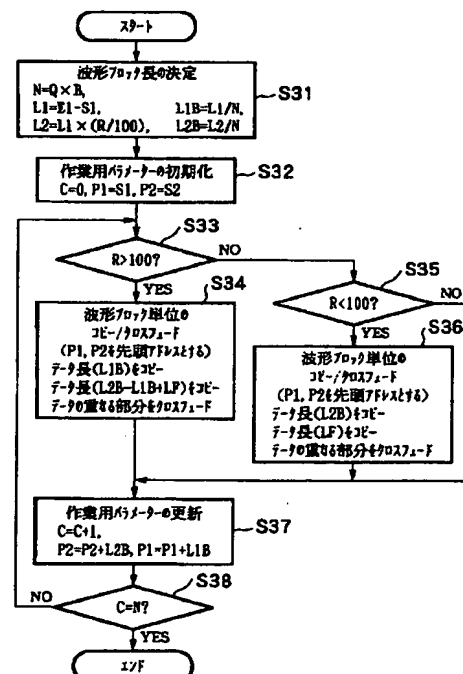 スタート
波形ブロック長の決定
N=Q×B,
L1=E1-S1, L1B=L1/N,
L2=L1×(R/100), L2B=L2/N
S31
作業用パラメーターの初期化
C=0, P1=S1, P2=S2
S32
S33
R>100?
NO
YES
S34
S35
R<100?
NO
YES
S36
波形ブロック単位の
コピー/クロスフェード
(P1, P2を先頭アドレスとする)
データ長(L1B)をコピー
データ長(L2B-L1B+LF)をコピー
データの重なる部分をクロスフェード
波形ブロック単位の
コピー/クロスフェード
(P1, P2を先頭アドレスとする)
データ長(L2B)をコピー
データ長(LF)をコピー
データの重なる部分をクロスフェード
作業用パラメーターの更新
C=C+1,
P2=P2+L2B, P1=P1+L1B
S37
S38
C=N?
NO
YES
エンド